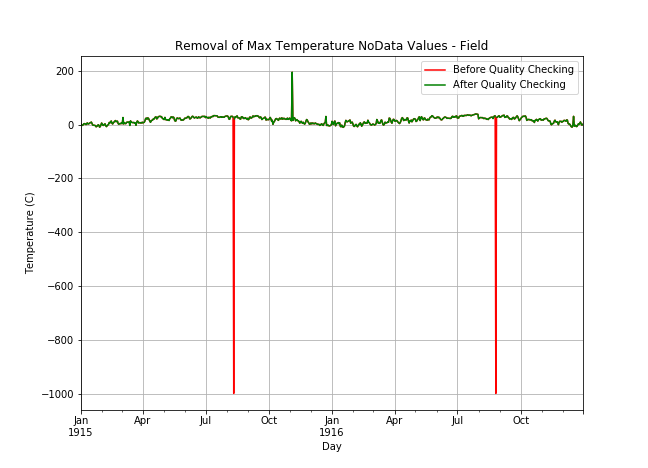 Removal of Max Temperature NoData Values - Field
Before Quality Checking
After Quality Checking
200
0
−200
−400
−600
−800
−1000
Temperature (C)
Jan Apr Jul Oct Jan Apr Jul Oct
1915 1916
Day